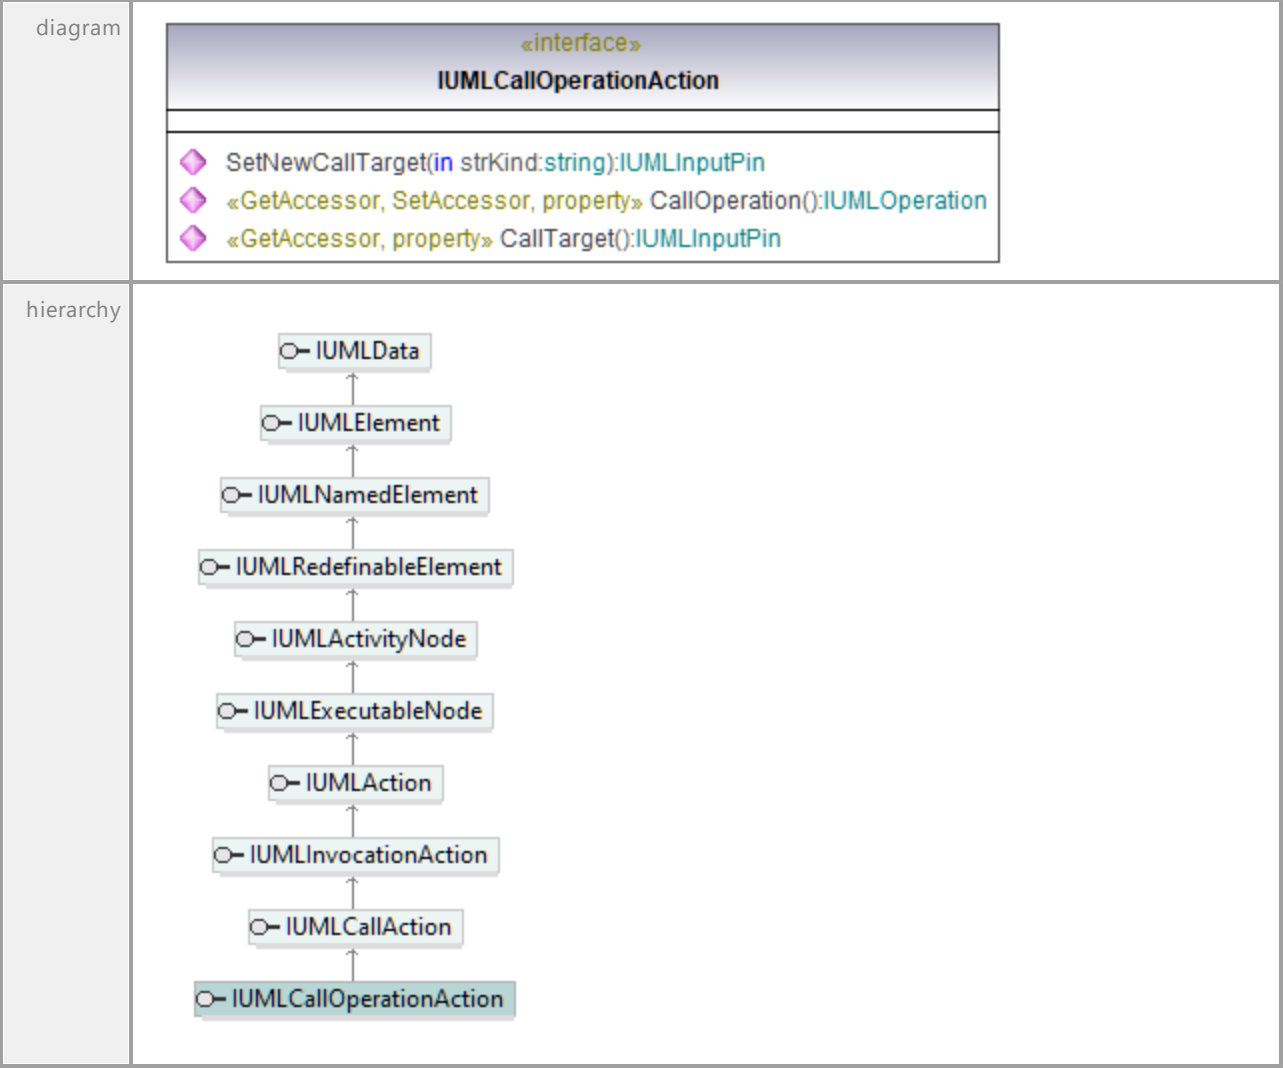 diagram
«interface»
IUMLCallOperationAction
SetNewCallTarget(in strKind:string):IUMLInputPin
«GetAccessor, SetAccessor, property» CallOperation():IUMLOperation
«GetAccessor, property» CallTarget():IUMLInputPin
hierarchy
IUMLData
IUMLElement
IUMLNamedElement
IUMLRedefinableElement
IUMLActivityNode
IUMLExecutableNode
IUMLAction
IUMLInvocationAction
IUMLCallAction
IUMLCallOperationAction